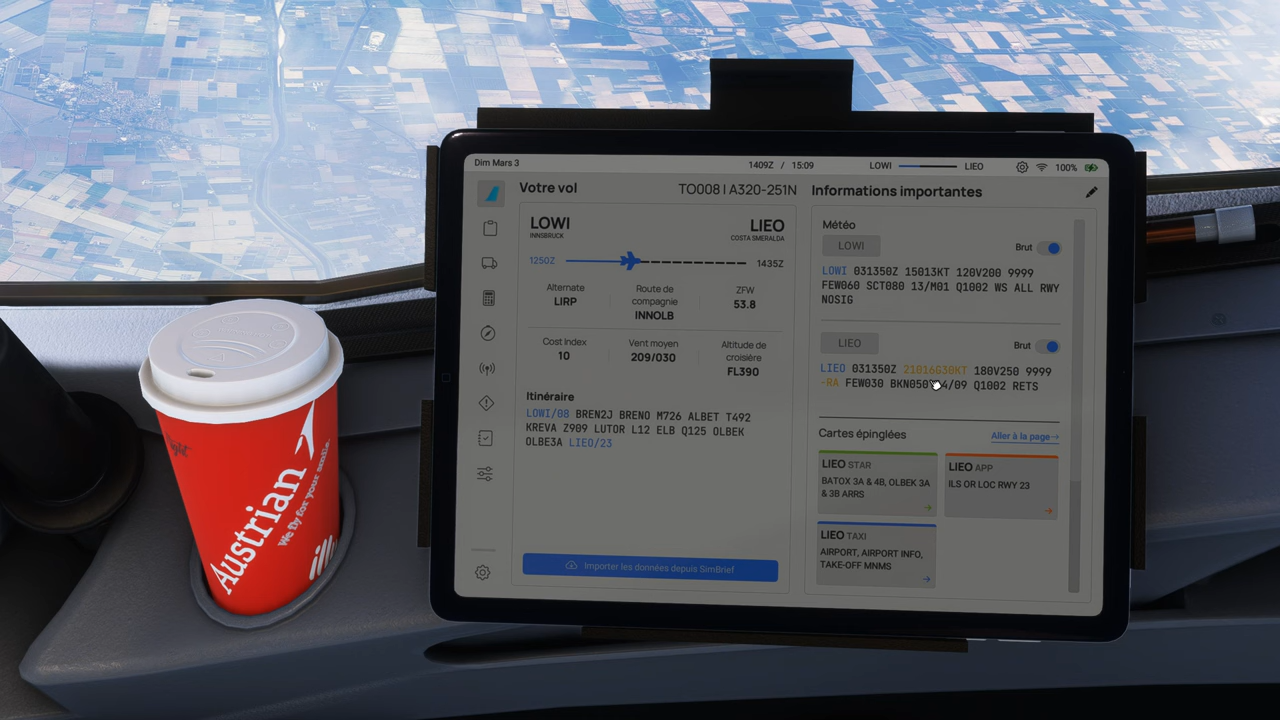 Dim Mars 3
1409Z / 15:09
LOWI LIEO
100%
Votre vol
TO008 | A320-251N
LOWI LIEO
INNSBRUCK COSTA SMERALDA
1250Z 1435Z
Alternate
LIRP
Route de
compagnie
INNOLB
ZFW
53.8
Cost Index
10
Vent moyen
209/030
Altitude de
croisière
FL390
Itinéraire
LOWI/08 BREN2J BRENO M726 ALBET T492
KREVA Z909 LUTOR L12 ELB Q125 OLBEK
OLBE3A LIEO/23
Importer les données depuis SimBrief
Informations importantes
Météo
LOWI
Brut
LOWI 031350Z 15013KT 120V200 9999
FEW060 SCT080 13/M01 Q1002 WS ALL RWY
NOSIG
LIEO
Brut
LIEO 031350Z 21016G30KT 180V250 9999
-RA FEW030 BKN050 4/09 Q1002 RETS
Cartes épinglées
Aller à la page
LIEO STAR
BATOX 3A & 4B, OLBEK 3A
& 3B ARRS
LIEO APP
ILS OR LOC RWY 23
LIEO TAXI
AIRPORT, AIRPORT INFO,
TAKE-OFF MNMS
Austrian
We fly for your smile.
illy